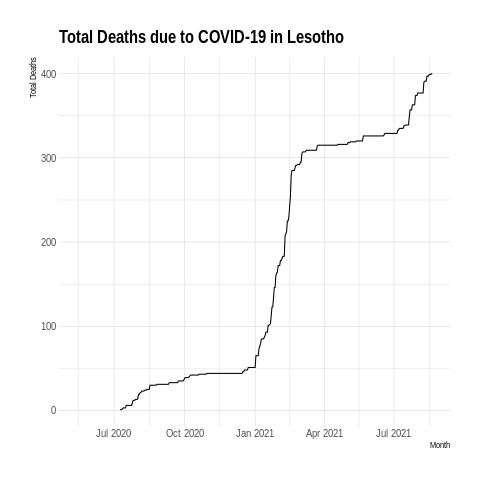 Total Deaths due to COVID-19 in Lesotho
Total Deaths
400
300
200
100
0
Jul 2020 Oct 2020 Jan 2021 Apr 2021 Jul 2021
Month